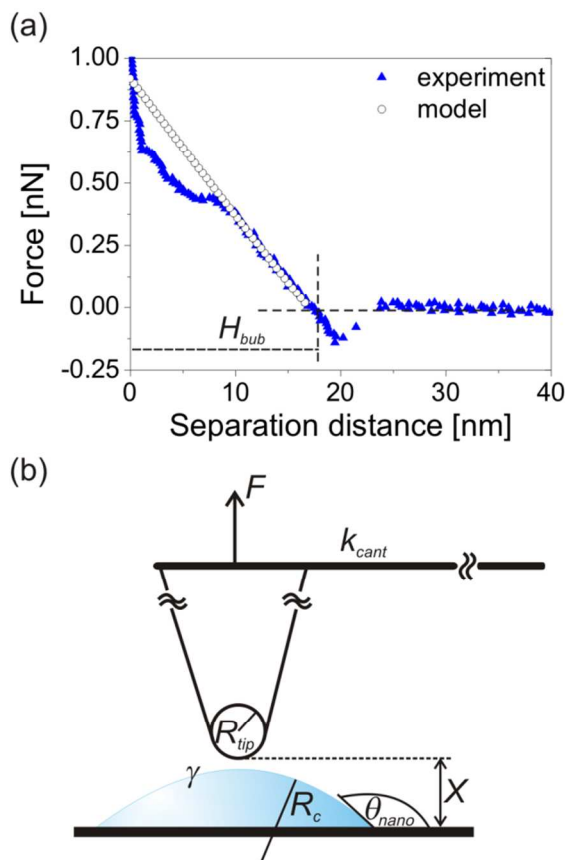 (a)
1.00
0.75
0.50
0.25
0.00
-0.25
Force [nN]
experiment
model
H_bub
0 10 20 30 40
Separation distance [nm]
(b)
F
k_cant
R_tip
γ
R_c
θ_nano
X